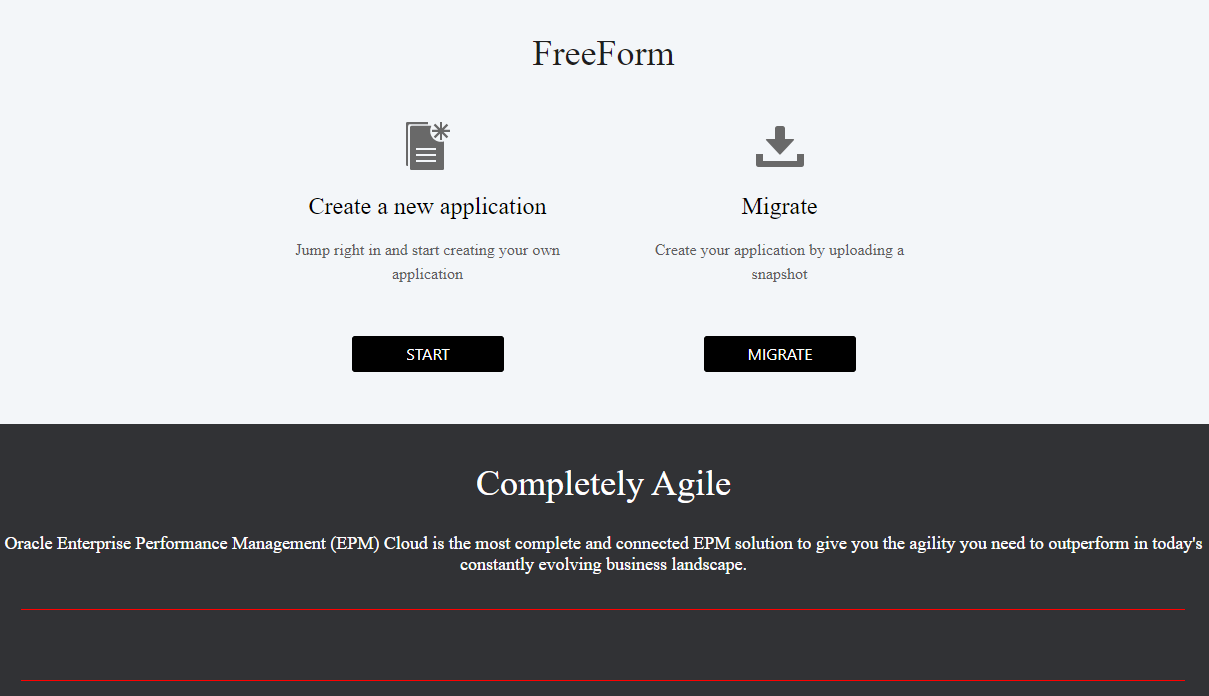 FreeForm
Create a new application
Migrate
Jump right in and start creating your own
application
Create your application by uploading a
snapshot
START
MIGRATE
Completely Agile
Oracle Enterprise Performance Management (EPM) Cloud is the most complete and connected EPM solution to give you the agility you need to outperform in today's
constantly evolving business landscape.